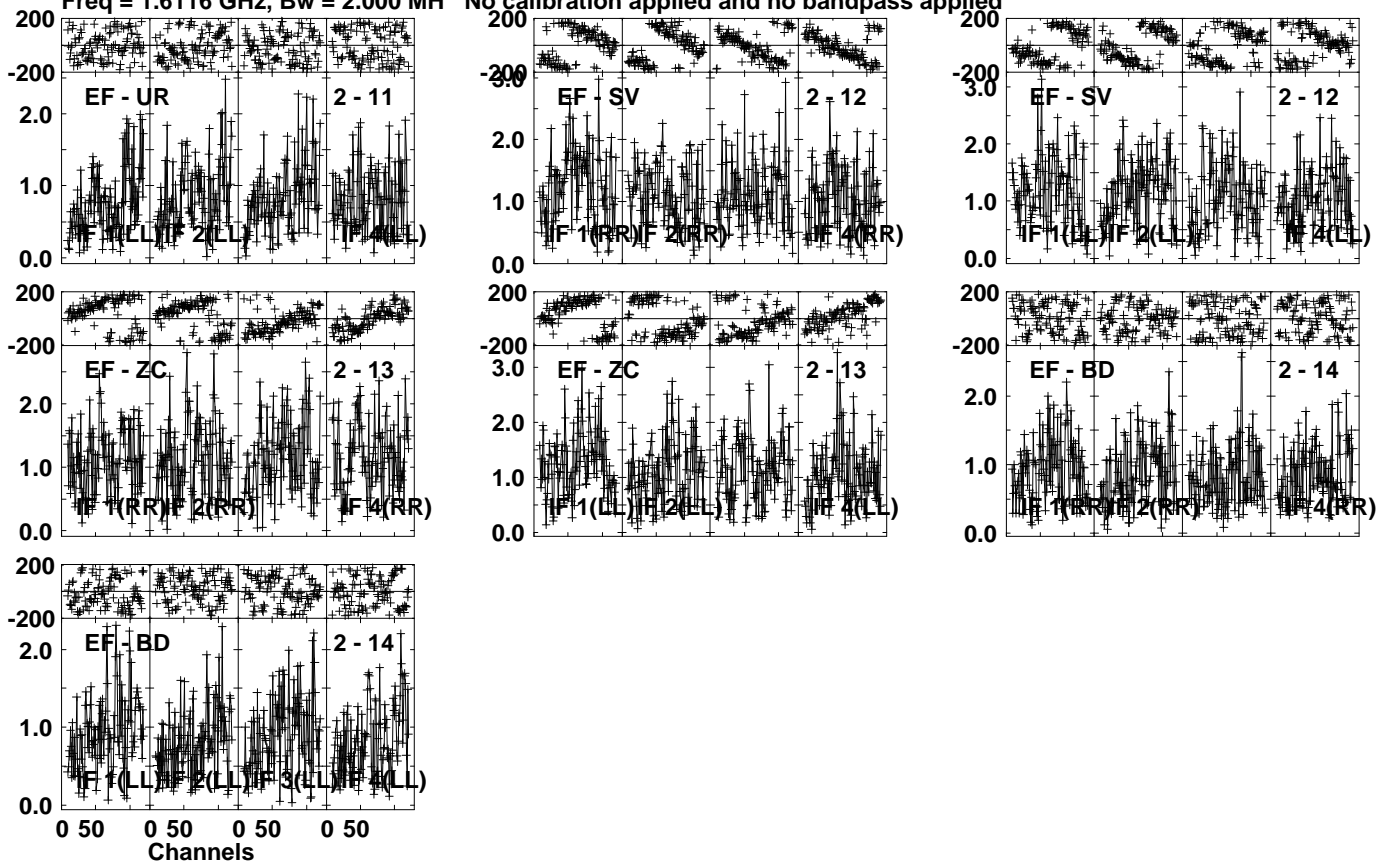 Freq = 1.6116 GHz, Bw = 2.000 MH No calibration applied and no bandpass applied
200
-200
EF - UR 2 - 11
2.0
1.0
0.0
IF 1(LL) IF 2(LL) IF 4(LL)
200
-200
3.0
EF - SV 2 - 12
2.0
1.0
0.0
IF 1(RR) IF 2(RR) IF 4(RR)
200
-200
3.0
EF - SV 2 - 12
2.0
1.0
0.0
IF 1(LL) IF 2(LL) IF 4(LL)
200
-200
EF - ZC 2 - 13
2.0
1.0
0.0
IF 1(RR) IF 2(RR) IF 4(RR)
200
-200
3.0
EF - ZC 2 - 13
2.0
1.0
0.0
IF 1(LL) IF 2(LL) IF 4(LL)
200
-200
EF - BD 2 - 14
2.0
1.0
0.0
IF 1(RR) IF 2(RR) IF 4(RR)
200
-200
EF - BD 2 - 14
2.0
1.0
0.0
IF 1(LL) IF 2(LL) IF 3(LL) IF 4(LL)
0 50 0 50 0 50 0 50
Channels